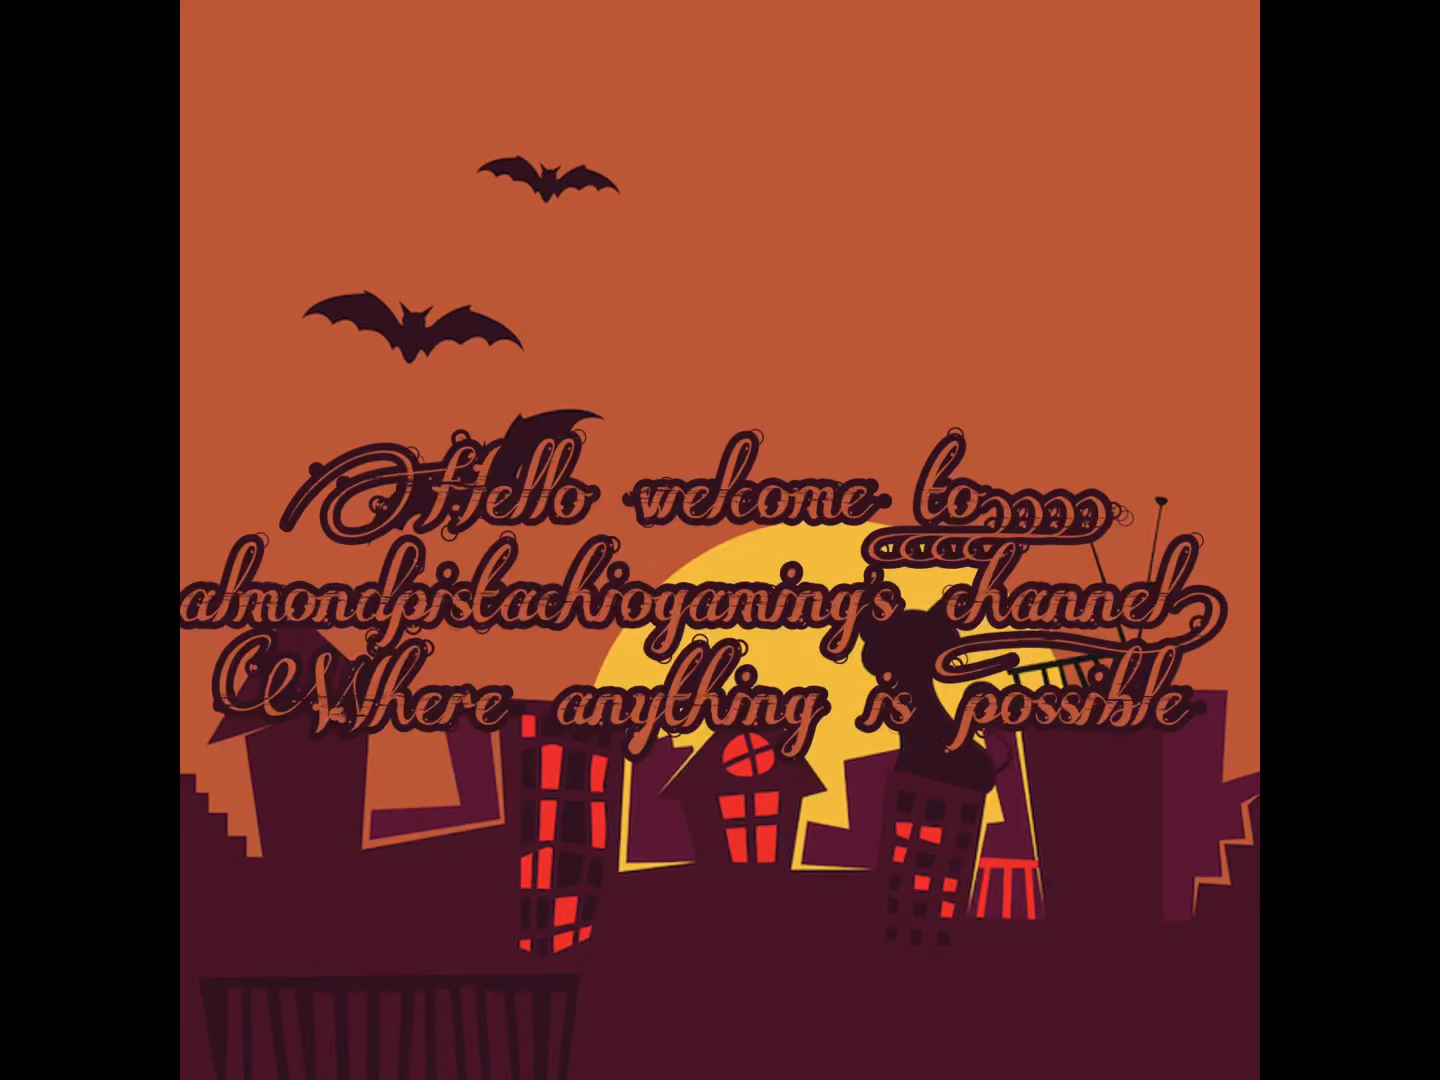 Hello welcome to,,,,,
almondpistachiogaming's channel
Where anything is possible